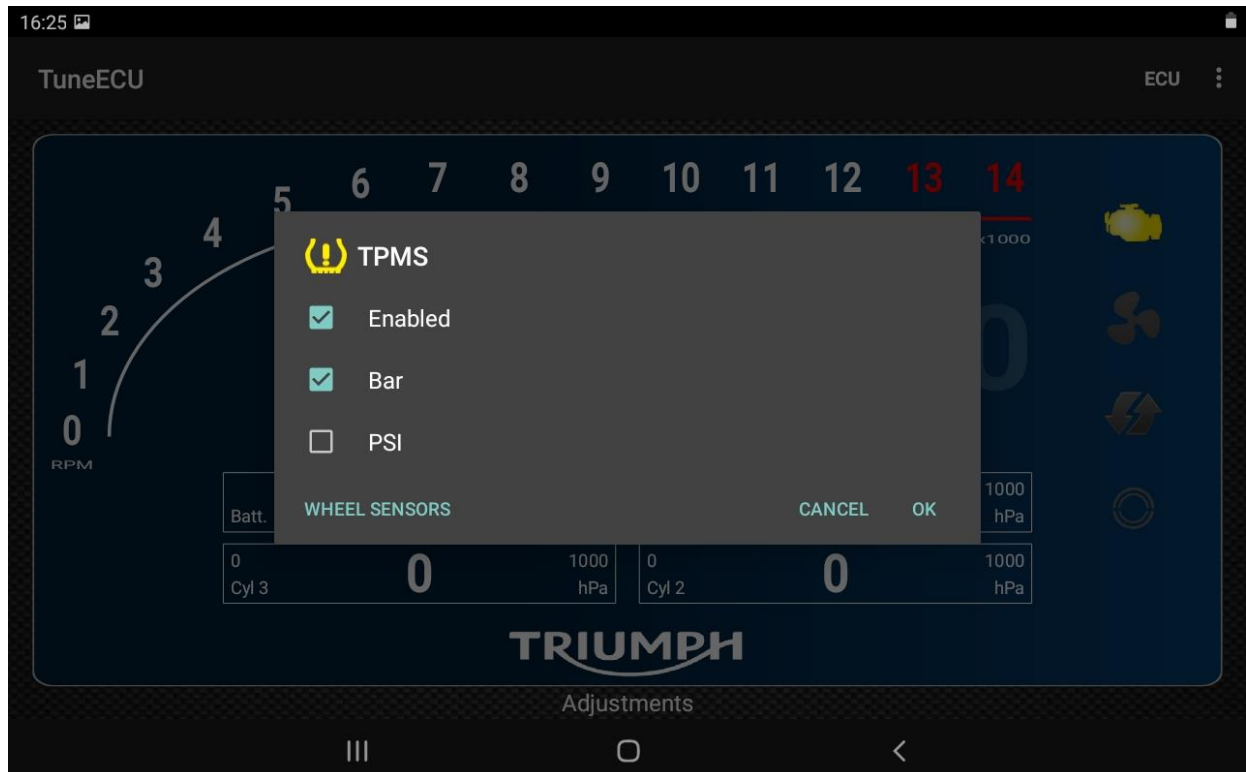 16:25
TuneECU
ECU
0
1
2
3
4
5
6
7
8
9
10
11
12
13
14
x1000
RPM
0
TPMS
Enabled
Bar
PSI
WHEEL SENSORS
CANCEL
OK
Batt.
1000
hPa
0
Cyl 3
0
1000
hPa
0
Cyl 2
0
1000
hPa
TRIUMPH
Adjustments